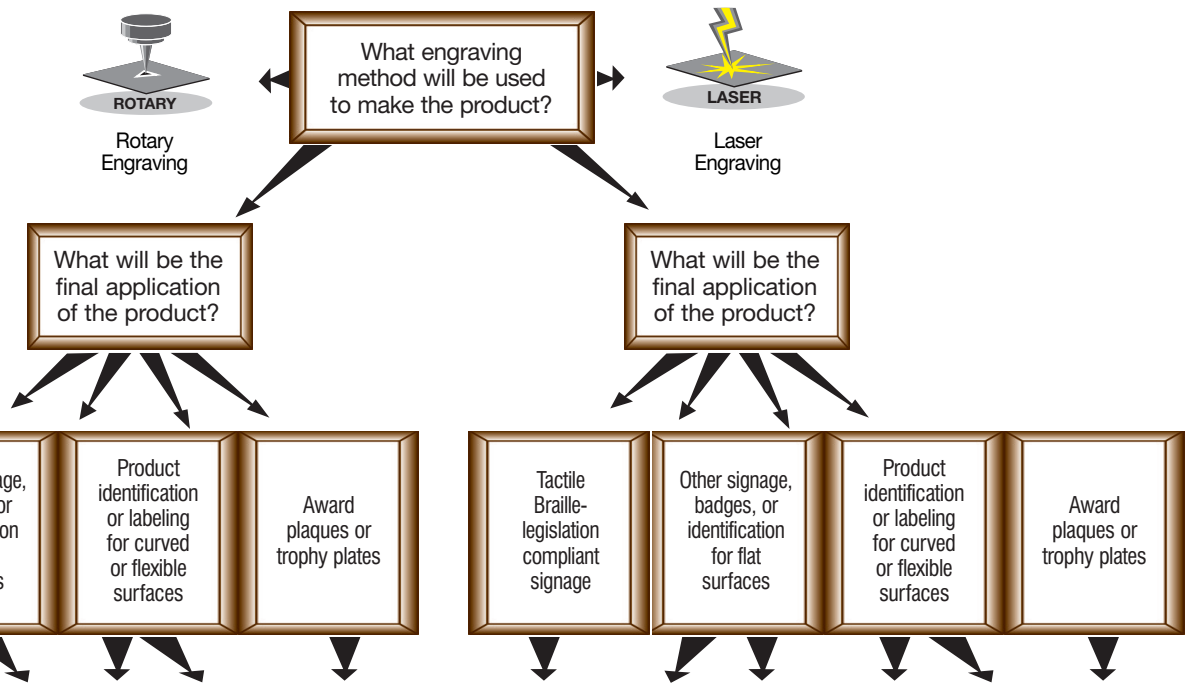 What engraving
method will be used
to make the product?
ROTARY
Rotary
Engraving
LASER
Laser
Engraving
What will be the
final application
of the product?
What will be the
final application
of the product?
or
Product
identification
or labeling
for curved
or flexible
surfaces
Award
plaques or
trophy plates
Tactile
Braille-
legislation
compliant
signage
Other signage,
badges, or
identification
for flat
surfaces
Product
identification
or labeling
for curved
or flexible
surfaces
Award
plaques or
trophy plates